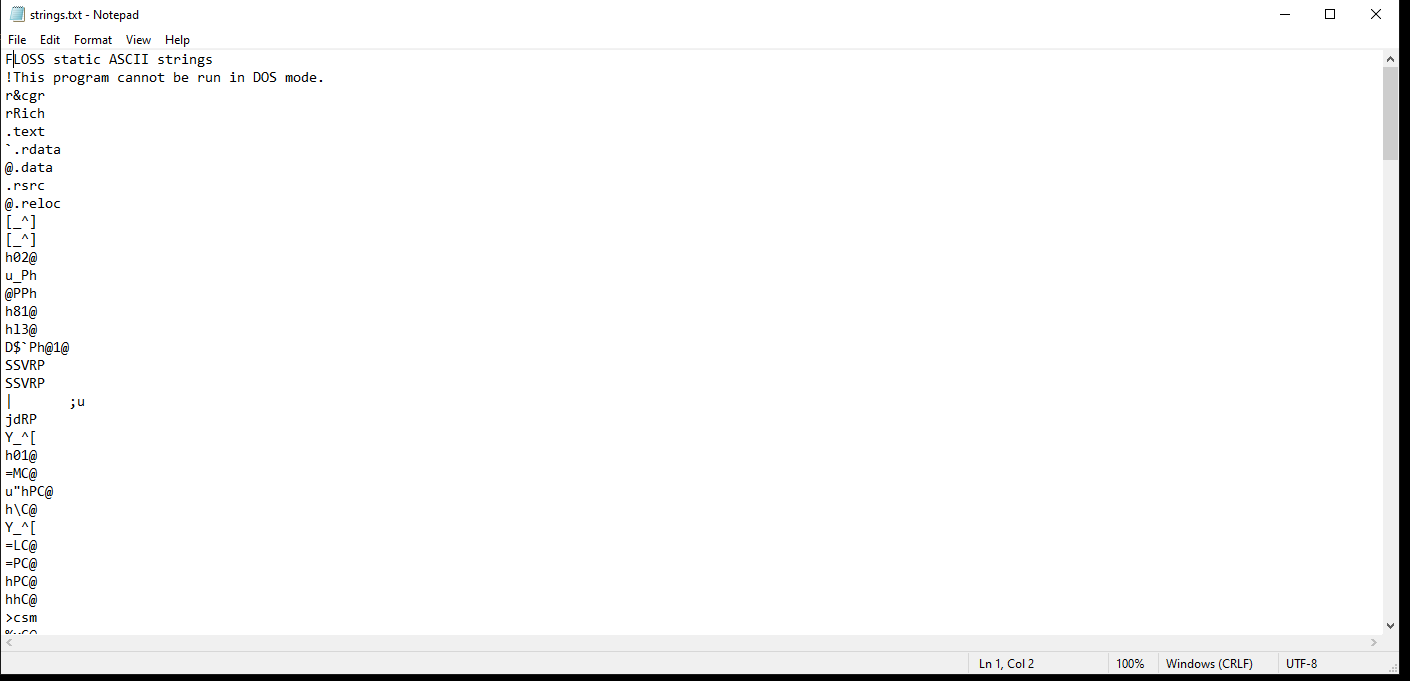 strings.txt - Notepad
File Edit Format View Help
FLOSS static ASCII strings
!This program cannot be run in DOS mode.
r&cgr
rRich
.text
`.rdata
@.data
.rsrc
@.reloc
[_^]
[_^]
h02@
u_Ph
@PPh
h81@
hl3@
D$`Ph@1@
SSVRP
SSVRP
|       ;u
jdRP
Y_^[
h01@
=MC@
u"hPC@
h\C@
Y_^[
=LC@
=PC@
hPC@
hhC@
>csm
Ln 1, Col 2 100% Windows (CRLF) UTF-8